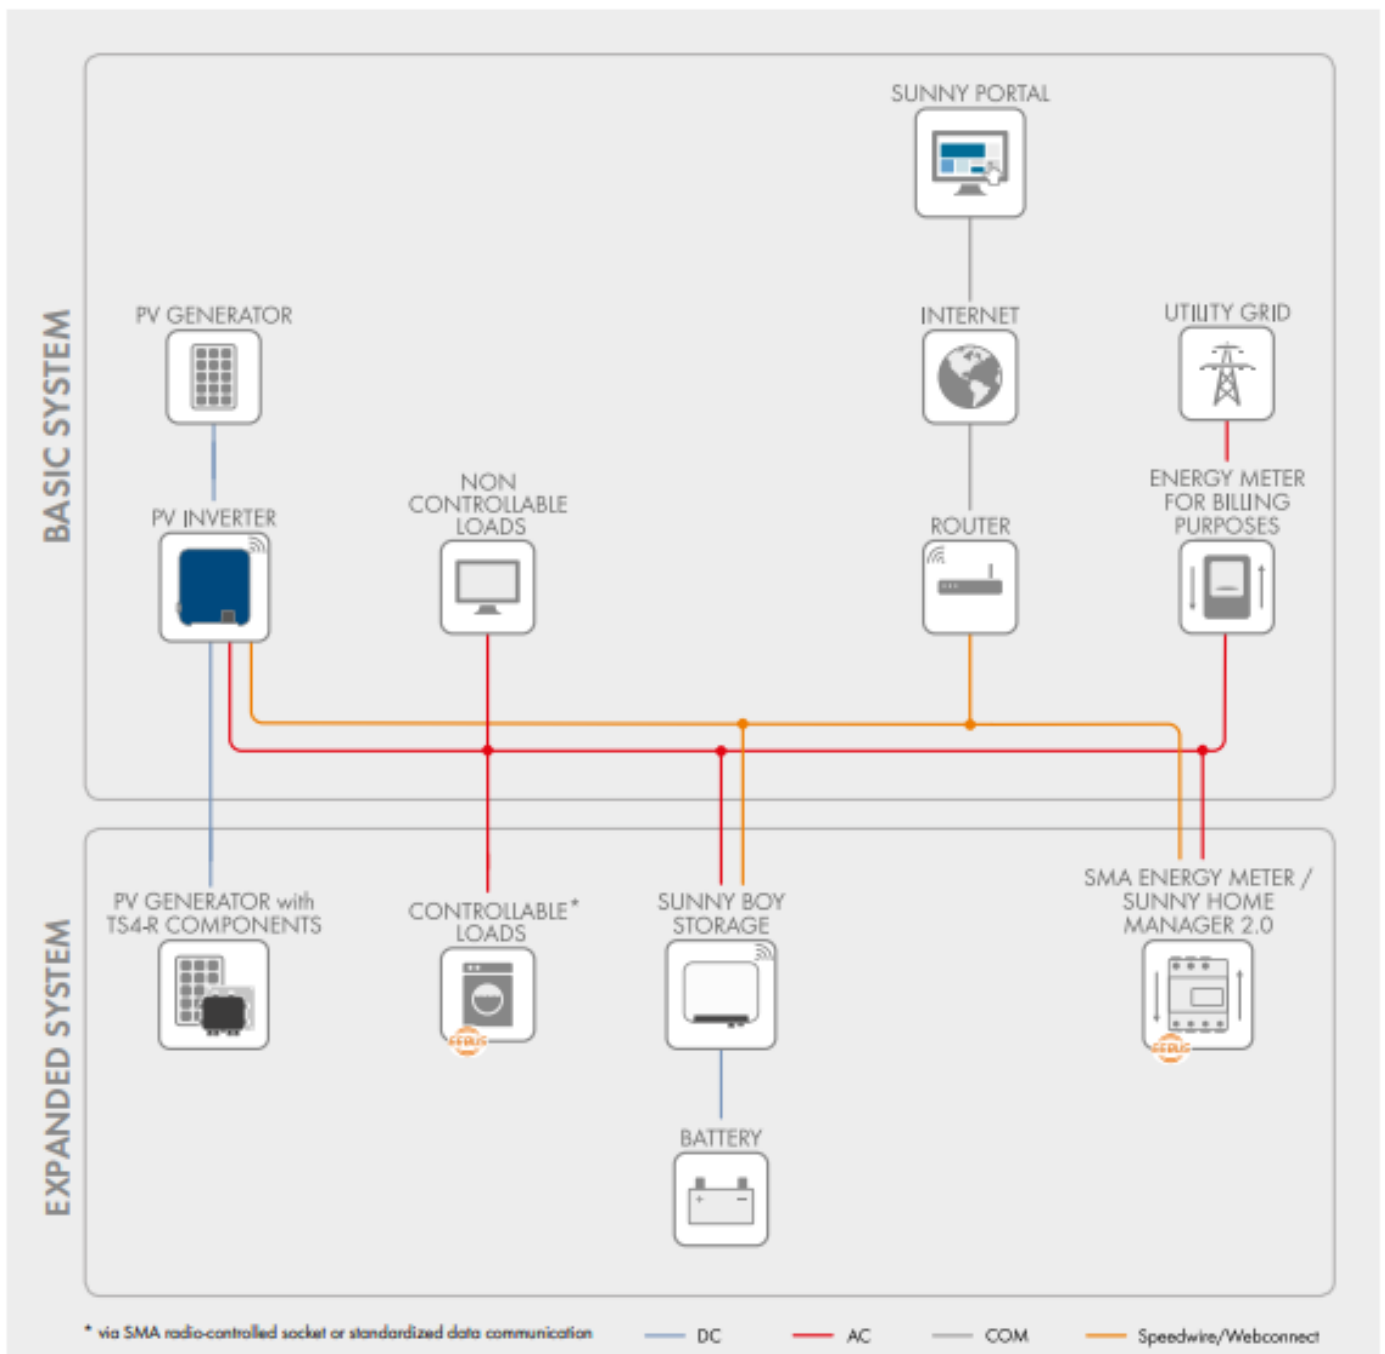 SUNNY PORTAL
PV GENERATOR
INTERNET
UTILITY GRID
BASIC SYSTEM
PV INVERTER
NON
CONTROLLABLE
LOADS
ROUTER
ENERGY METER
FOR BILLING
PURPOSES
EXPANDED SYSTEM
PV GENERATOR with
TS4-R COMPONENTS
CONTROLLABLE*
LOADS
EEBUS
SUNNY BOY
STORAGE
SMA ENERGY METER /
SUNNY HOME
MANAGER 2.0
EEBUS
BATTERY
+ −
* via SMA radio-controlled socket or standardized data communication
DC
AC
COM
Speedwire/Webconnect